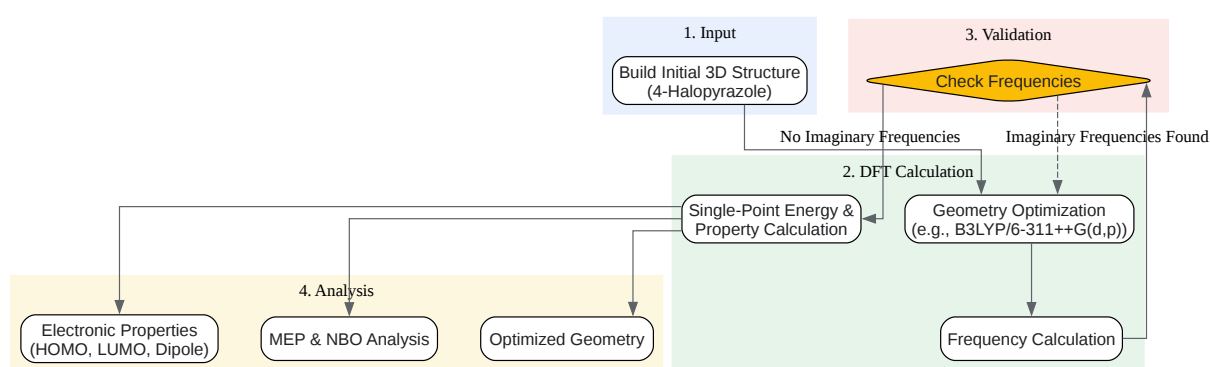 1. Input
3. Validation
Build Initial 3D Structure
(4-Halopyrazole)
Check Frequencies
No Imaginary Frequencies
Imaginary Frequencies Found
2. DFT Calculation
Single-Point Energy &
Property Calculation
Geometry Optimization
(e.g., B3LYP/6-311++G(d,p))
4. Analysis
Electronic Properties
(HOMO, LUMO, Dipole)
MEP & NBO Analysis
Optimized Geometry
Frequency Calculation